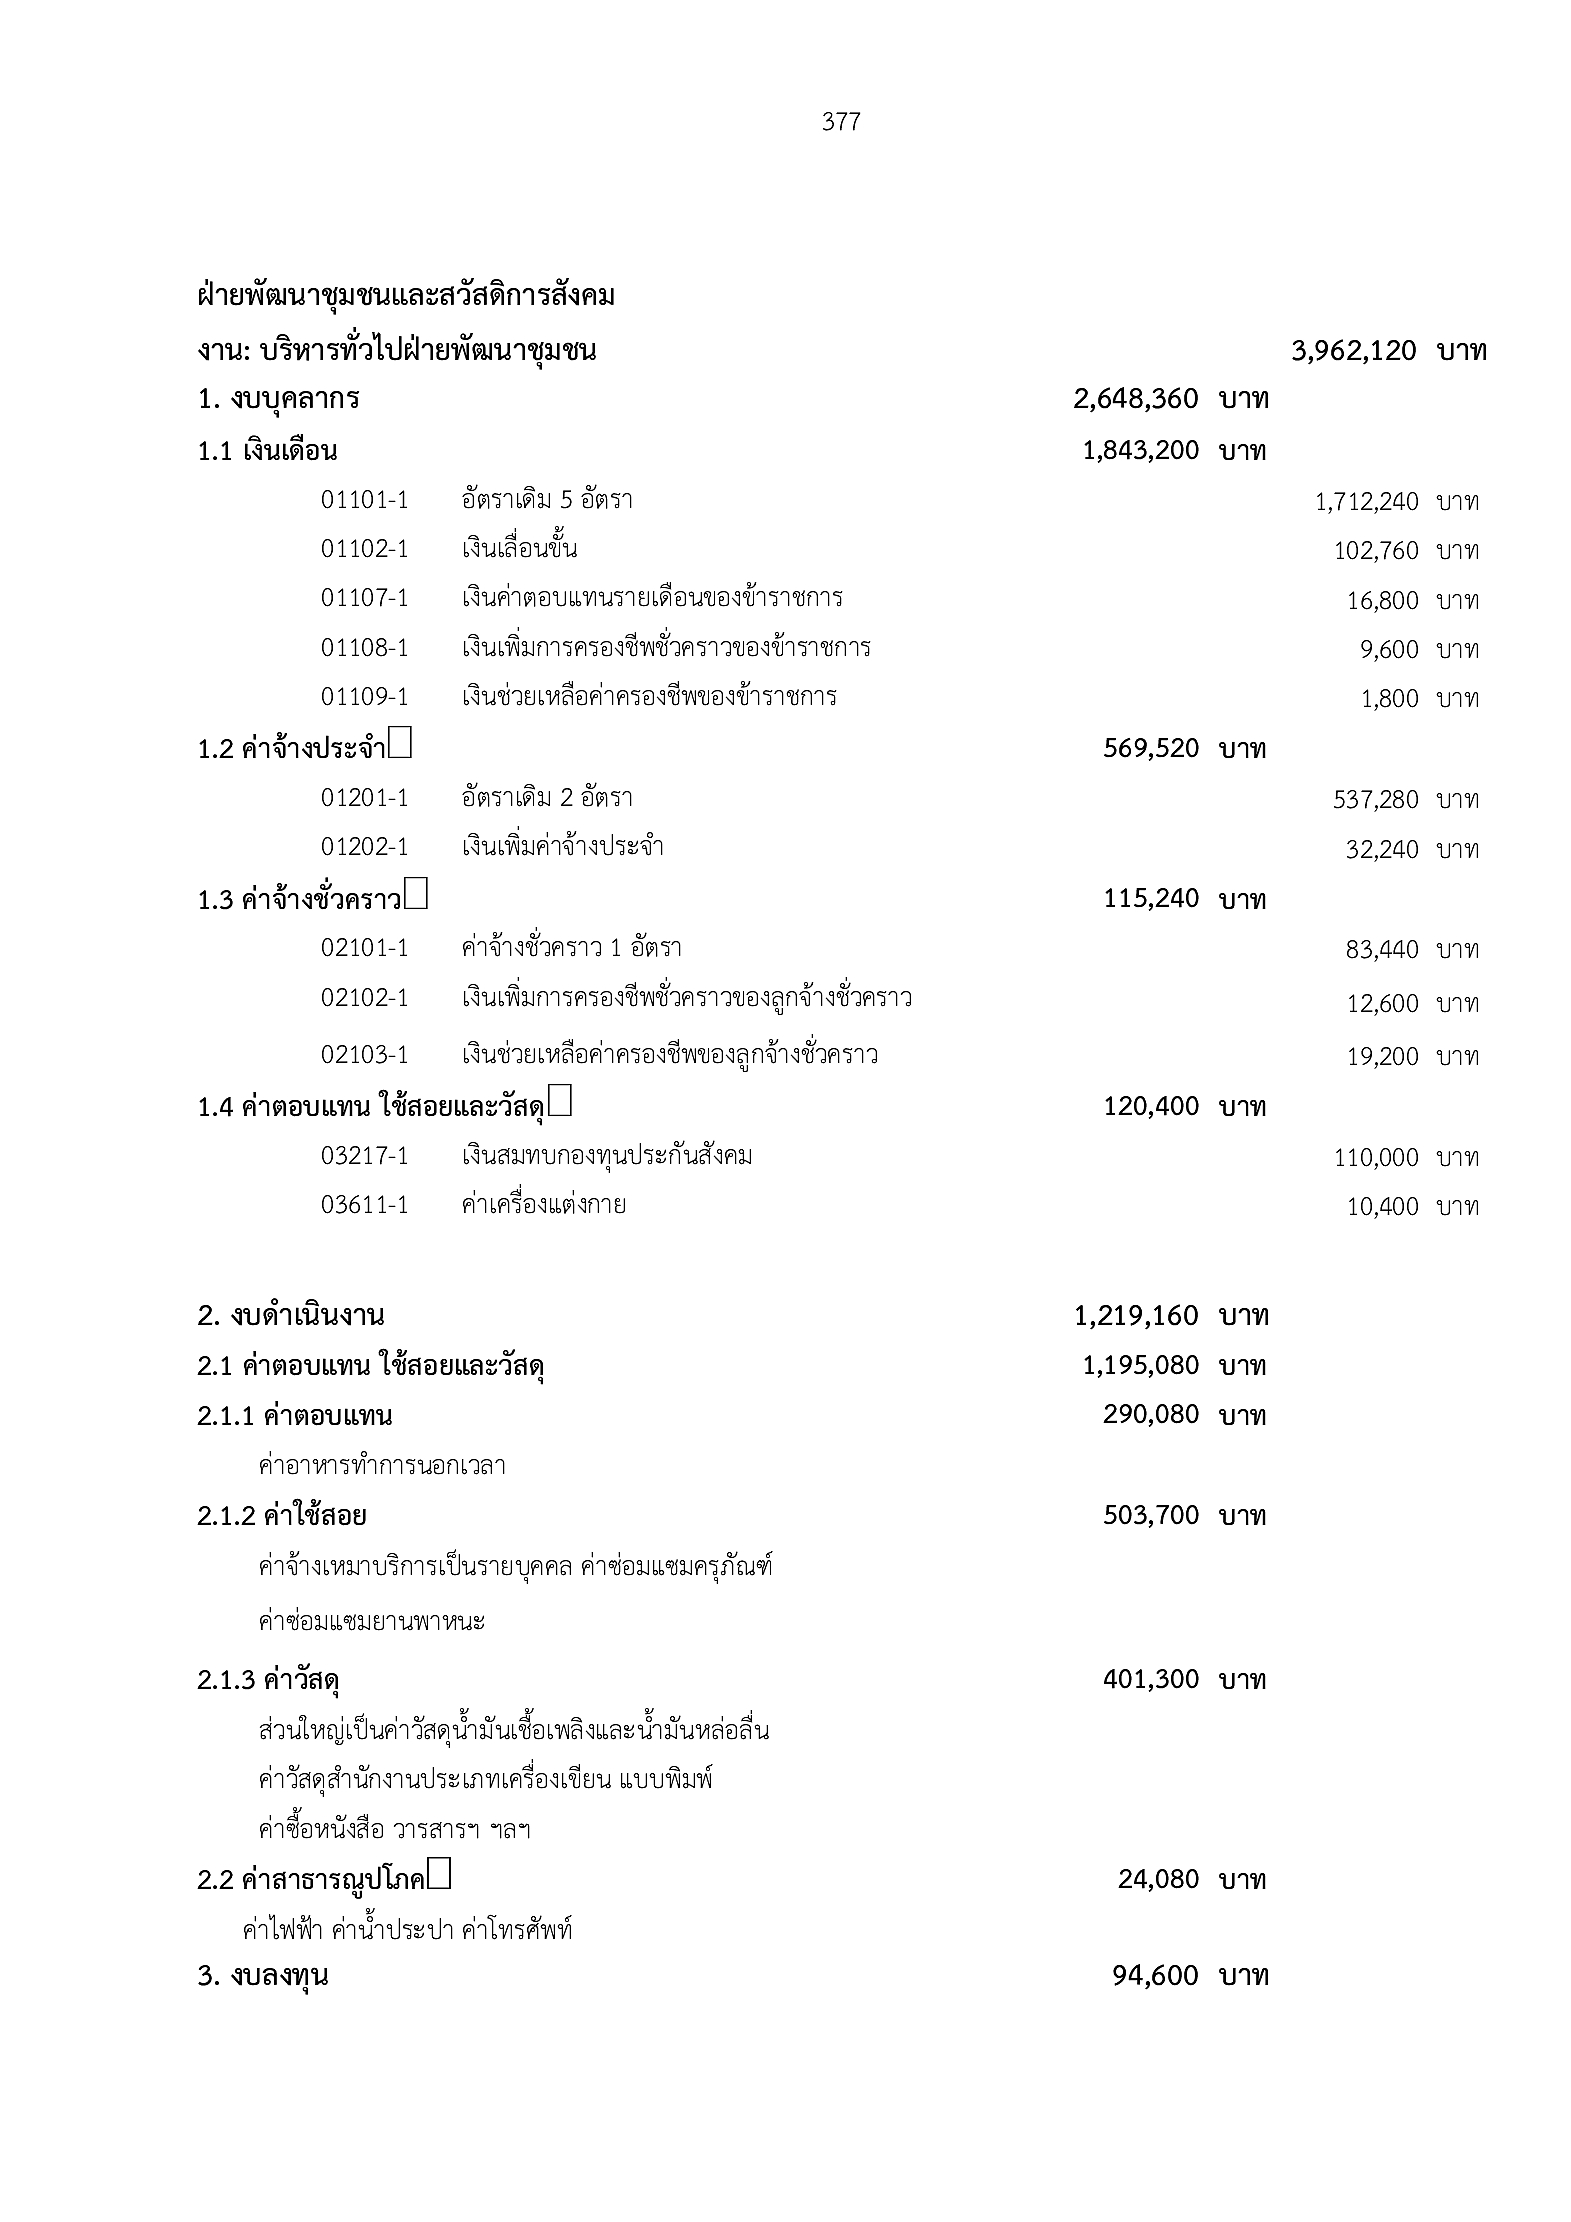 377
ฝ่ายพัฒนาชุมชนและสวัสดิการสังคม
งาน: บริหารทั่วไปฝ่ายพัฒนาชุมชน 3,962,120 บาท
1. งบบุคลากร 2,648,360 บาท
1.1 เงินเดือน 1,843,200 บาท
01101-1 อัตราเดิม 5 อัตรา 1,712,240 บาท
01102-1 เงินเลื่อนขั้น 102,760 บาท
01107-1 เงินค่าตอบแทนรายเดือนของข้าราชการ 16,800 บาท
01108-1 เงินเพิ่มการครองชีพชั่วคราวของข้าราชการ 9,600 บาท
01109-1 เงินช่วยเหลือค่าครองชีพของข้าราชการ 1,800 บาท
1.2 ค่าจ้างประจำ 569,520 บาท
01201-1 อัตราเดิม 2 อัตรา 537,280 บาท
01202-1 เงินเพิ่มค่าจ้างประจำ 32,240 บาท
1.3 ค่าจ้างชั่วคราว 115,240 บาท
02101-1 ค่าจ้างชั่วคราว 1 อัตรา 83,440 บาท
02102-1 เงินเพิ่มการครองชีพชั่วคราวของลูกจ้างชั่วคราว 12,600 บาท
02103-1 เงินช่วยเหลือค่าครองชีพของลูกจ้างชั่วคราว 19,200 บาท
1.4 ค่าตอบแทน ใช้สอยและวัสดุ 120,400 บาท
03217-1 เงินสมทบกองทุนประกันสังคม 110,000 บาท
03611-1 ค่าเครื่องแต่งกาย 10,400 บาท
2. งบดำเนินงาน 1,219,160 บาท
2.1 ค่าตอบแทน ใช้สอยและวัสดุ 1,195,080 บาท
2.1.1 ค่าตอบแทน 290,080 บาท
ค่าอาหารทำการนอกเวลา
2.1.2 ค่าใช้สอย 503,700 บาท
ค่าจ้างเหมาบริการเป็นรายบุคคล ค่าซ่อมแซมครุภัณฑ์
ค่าซ่อมแซมยานพาหนะ
2.1.3 ค่าวัสดุ 401,300 บาท
ส่วนใหญ่เป็นค่าวัสดุน้ำมันเชื้อเพลิงและน้ำมันหล่อลื่น
ค่าวัสดุสำนักงานประเภทเครื่องเขียน แบบพิมพ์
ค่าซื้อหนังสือ วารสารฯ ฯลฯ
2.2 ค่าสาธารณูปโภค 24,080 บาท
ค่าไฟฟ้า ค่าน้ำประปา ค่าโทรศัพท์
3. งบลงทุน 94,600 บาท